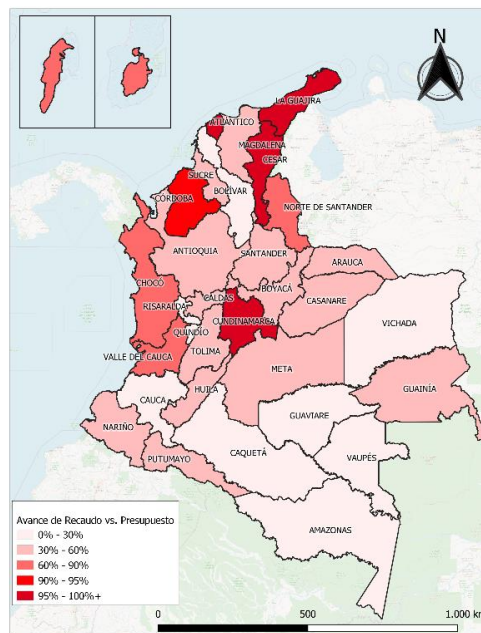 N
LA GUAJIRA
ATLÁNTICO
MAGDALENA
CESAR
SUCRE
BOLÍVAR
CÓRDOBA
NORTE DE SANTANDER
ANTIOQUIA
SANTANDER
ARAUCA
CHOCÓ
BOYACÁ
CALDAS
CASANARE
RISARALDA
VICHADA
CUNDINAMARCA
QUINDÍO
VALLE DEL CAUCA
TOLIMA
META
GUAINÍA
CAUCA
HUILA
GUAVIARE
NARIÑO
CAQUETÁ
VAUPÉS
PUTUMAYO
AMAZONAS
Avance de Recaudo vs. Presupuesto
0% - 30%
30% - 60%
60% - 90%
90% - 95%
95% - 100%+
0 500 1.000 km